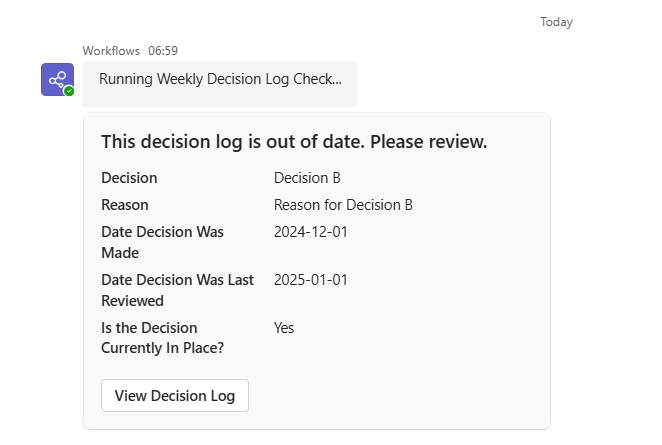 Today
Workflows 06:59
Running Weekly Decision Log Check...
This decision log is out of date. Please review.
Decision Decision B
Reason Reason for Decision B
Date Decision Was Made 2024-12-01
Date Decision Was Last Reviewed 2025-01-01
Is the Decision Currently In Place? Yes
View Decision Log